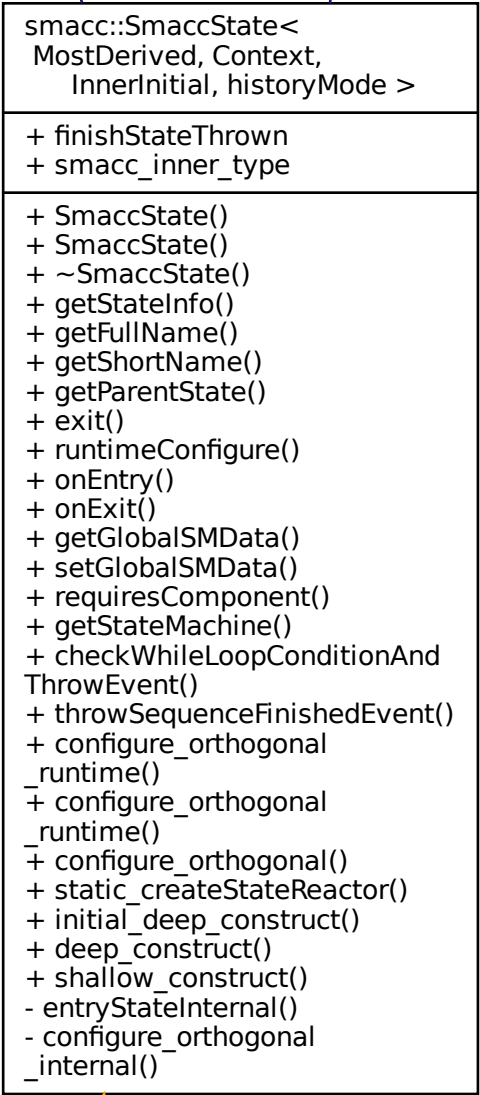 smacc::SmaccState<
MostDerived, Context,
InnerInitial, historyMode >
+ finishStateThrown
+ smacc_inner_type
+ SmaccState()
+ SmaccState()
+ ~SmaccState()
+ getStateInfo()
+ getFullName()
+ getShortName()
+ getParentState()
+ exit()
+ runtimeConfigure()
+ onEntry()
+ onExit()
+ getGlobalSMData()
+ setGlobalSMData()
+ requiresComponent()
+ getStateMachine()
+ checkWhileLoopConditionAnd
ThrowEvent()
+ throwSequenceFinishedEvent()
+ configure_orthogonal
_runtime()
+ configure_orthogonal
_runtime()
+ configure_orthogonal()
+ static_createStateReactor()
+ initial_deep_construct()
+ deep_construct()
+ shallow_construct()
- entryStateInternal()
- configure_orthogonal
_internal()